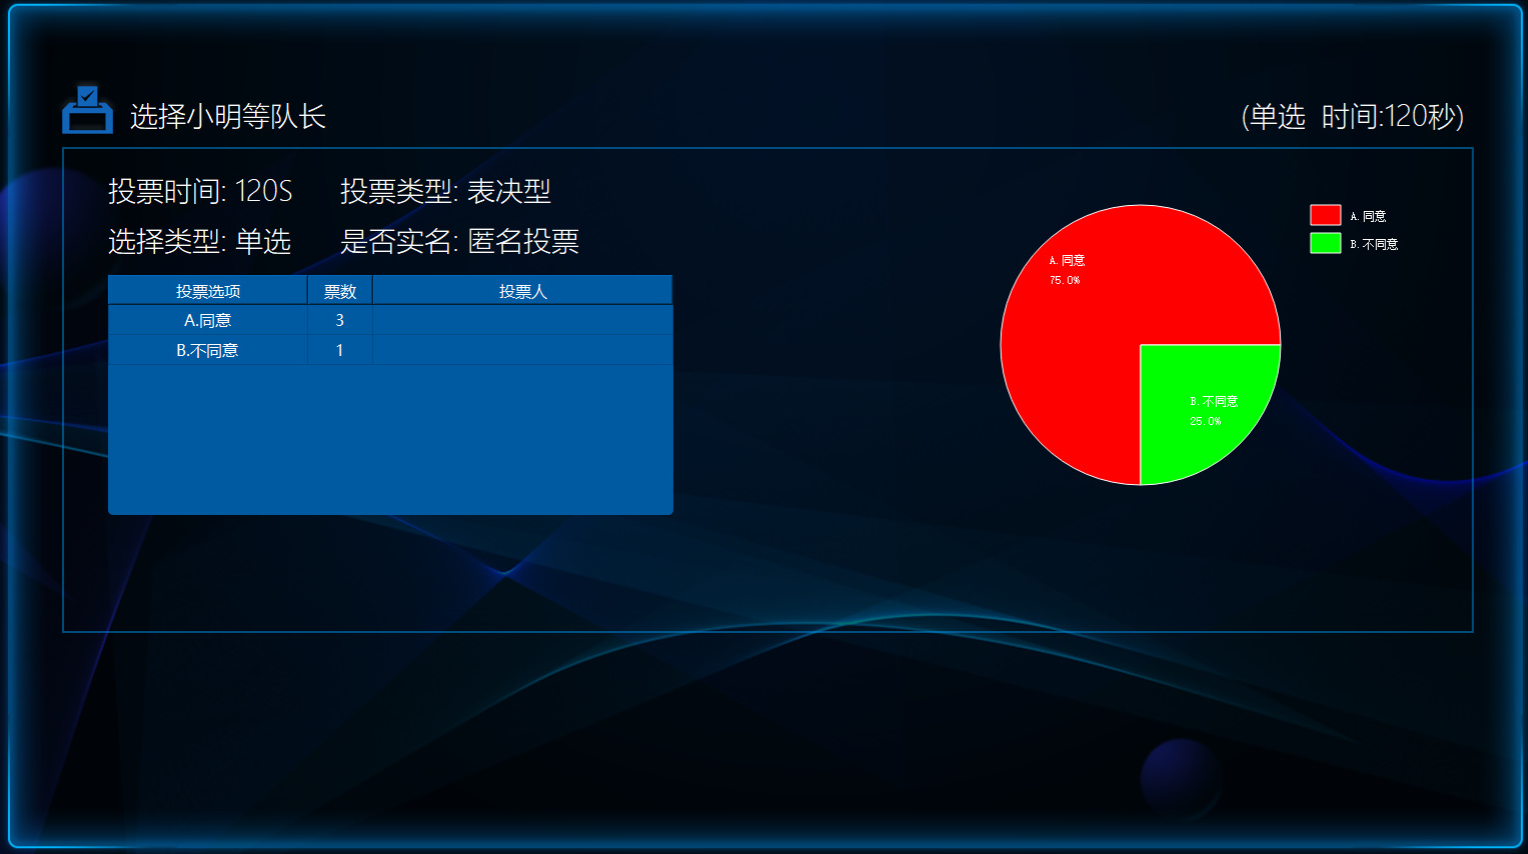 选择小明等队长
(单选 时间:120秒)
投票时间: 120S 投票类型: 表决型
选择类型: 单选 是否实名: 匿名投票
投票选项 票数 投票人
A.同意 3
B.不同意 1
A.同意
75.0%
B.不同意
25.0%
A.同意
B.不同意